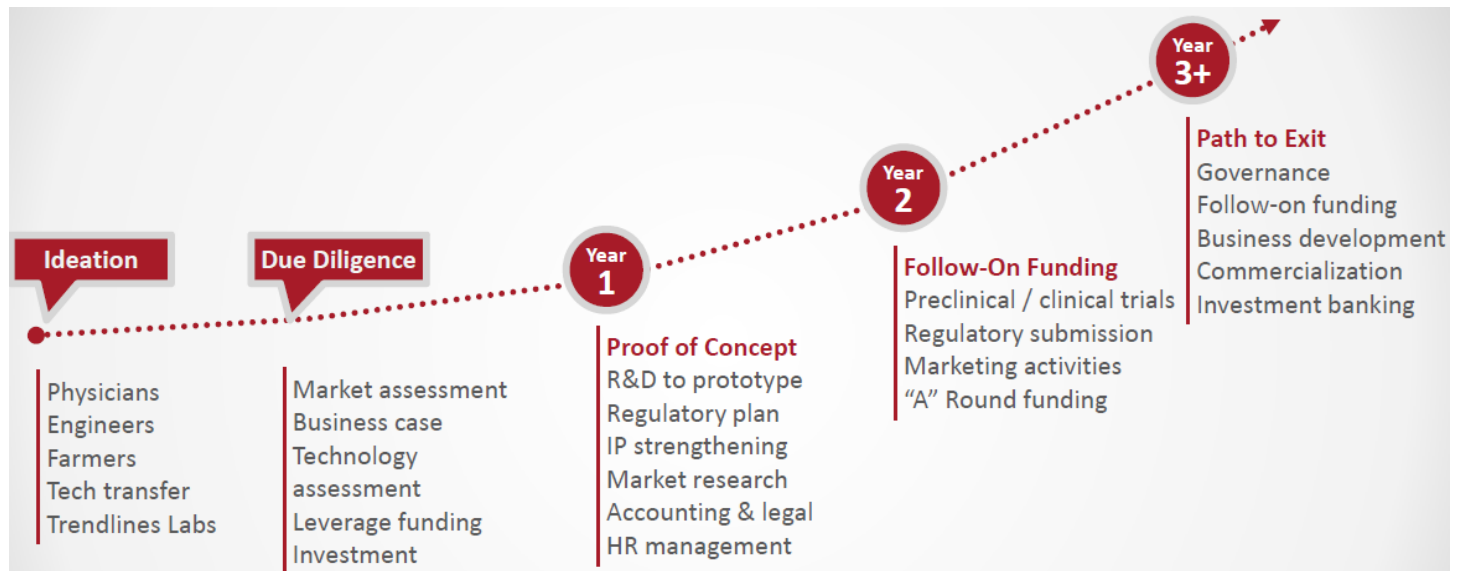 Ideation
Physicians
Engineers
Farmers
Tech transfer
Trendlines Labs
Due Diligence
Market assessment
Business case
Technology
assessment
Leverage funding
Investment
Year
1
Proof of Concept
R&D to prototype
Regulatory plan
IP strengthening
Market research
Accounting & legal
HR management
Year
2
Follow-On Funding
Preclinical / clinical trials
Regulatory submission
Marketing activities
“A” Round funding
Year
3+
Path to Exit
Governance
Follow-on funding
Business development
Commercialization
Investment banking